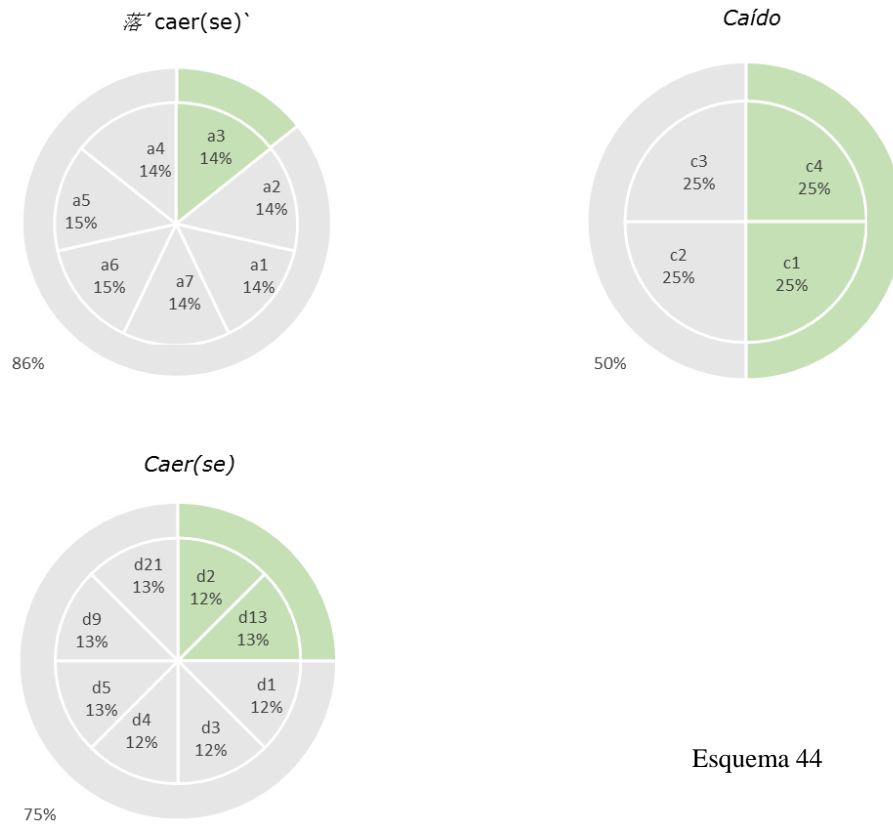 落´caer(se)`
a3
14%
a2
14%
a1
14%
a7
14%
a6
15%
a5
15%
a4
14%
86%
Caído
c4
25%
c1
25%
c2
25%
c3
25%
50%
Caer(se)
d2
12%
d13
13%
d1
12%
d3
12%
d4
12%
d5
13%
d9
13%
d21
13%
75%
Esquema 44